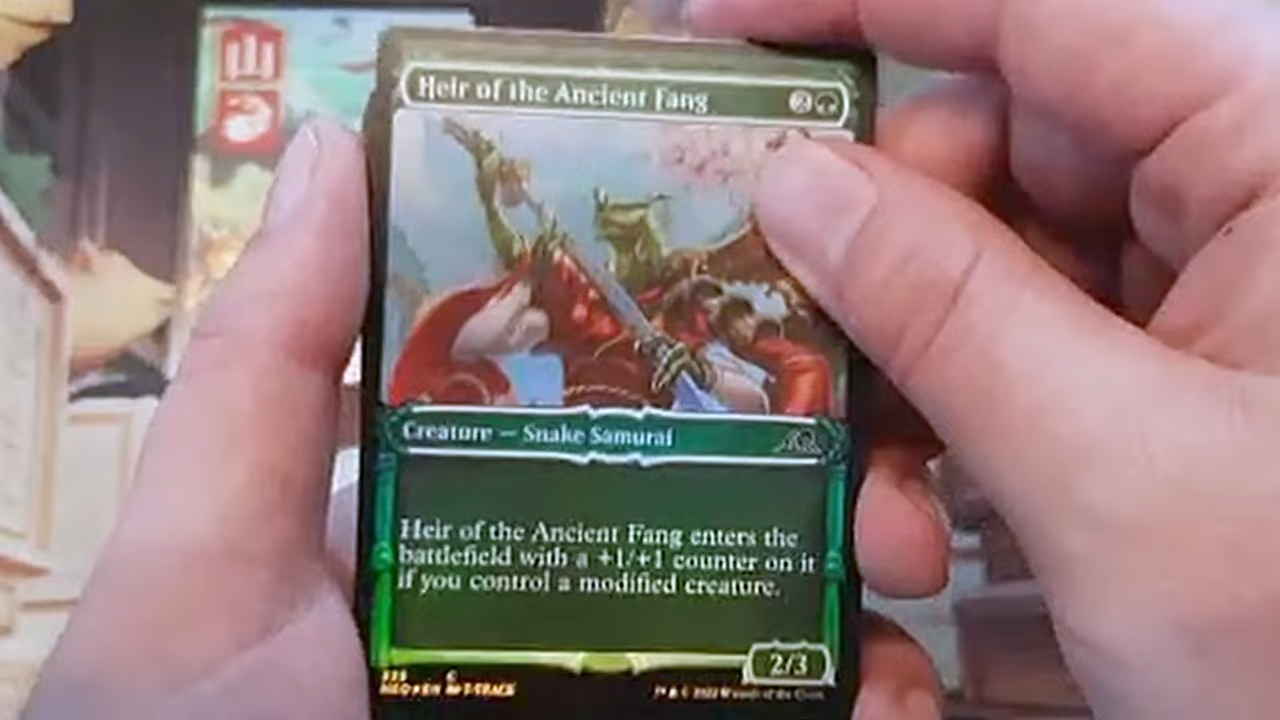 Heir of the Ancient Fang 2
Creature — Snake Samurai
Heir of the Ancient Fang enters the
battlefield with a +1/+1 counter on it
if you control a modified creature.
2/3
C